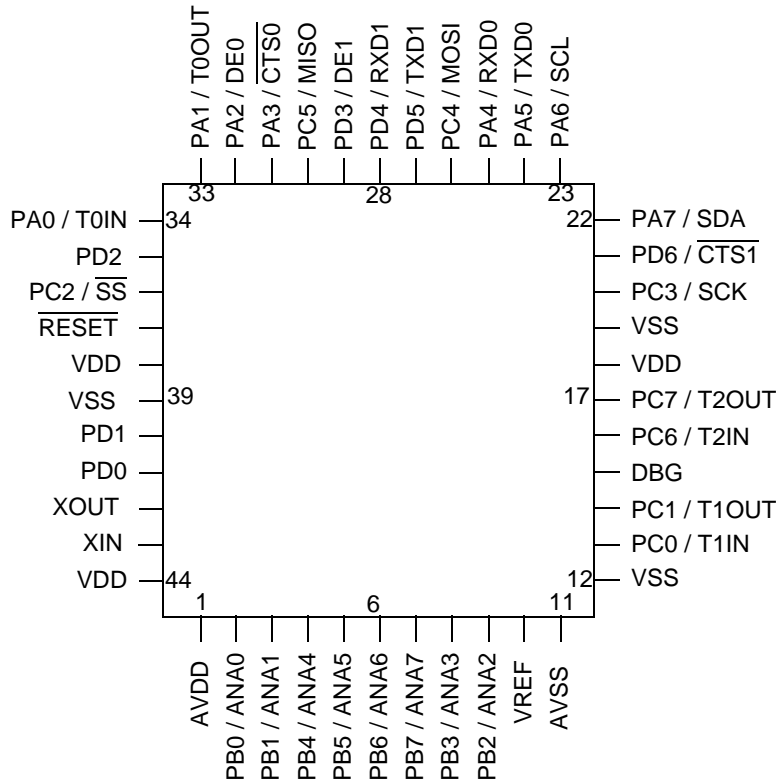 PA1 / T0OUT
PA2 / DE0
PA3 / CTS0
PC5 / MISO
PD3 / DE1
PD4 / RXD1
PD5 / TXD1
PC4 / MOSI
PA4 / RXD0
PA5 / TXD0
PA6 / SCL
33
28
23
PA0 / T0IN
34
22
PA7 / SDA
PD2
PD6 / CTS1
PC2 / SS
PC3 / SCK
RESET
VSS
VDD
VDD
VSS
39
17
PC7 / T2OUT
PD1
PC6 / T2IN
PD0
DBG
XOUT
PC1 / T1OUT
XIN
PC0 / T1IN
VDD
44
12
VSS
1
6
11
AVDD
PB0 / ANA0
PB1 / ANA1
PB4 / ANA4
PB5 / ANA5
PB6 / ANA6
PB7 / ANA7
PB3 / ANA3
PB2 / ANA2
VREF
AVSS